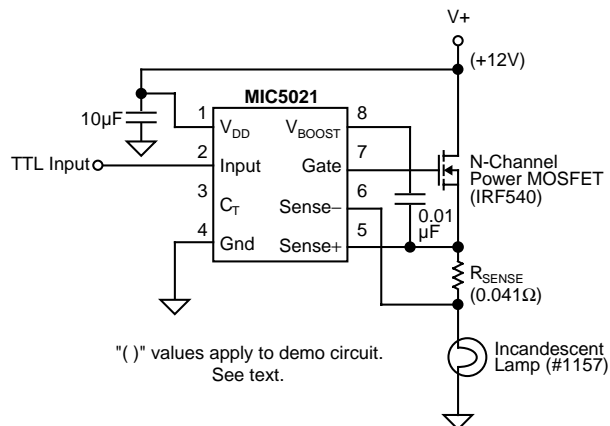 V+
(+12V)
MIC5021
10µF
1
VDD
VBOOST
8
TTL Input
2
Input
Gate
7
N-Channel
Power MOSFET
(IRF540)
3
CT
Sense−
6
0.01
µF
4
Gnd
Sense+
5
RSENSE
(0.041Ω)
"( )" values apply to demo circuit.
See text.
Incandescent
Lamp (#1157)